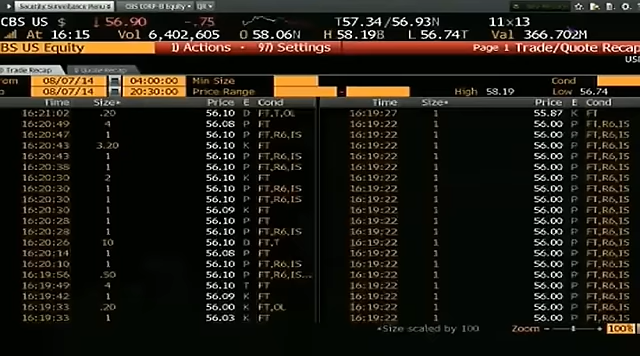 Security Surveillance Menu CBS CORP-B Equity QR
CBS US $ 56.90 -.75 T57.34/56.93N 11×13
At 16:15 Vol 6,402,605 O 58.06N H 58.19B L 56.74T Val 366.702M
BS US Equity 1) Actions 97) Settings Page 1 Trade/Quote Recap
Trade Recap Quote Recap
om 08/07/14 04:00:00 Min Size Cond
08/07/14 20:30:00 Price Range - High 58.19 Low 56.74
Time Size* Price E Cond Time Size* Price E Cond
16:21:02 .20 56.10 D FT,T,OL 16:19:27 1 55.87 K FT
16:20:49 4 56.08 P FT 16:19:22 1 56.00 P FT,R6,IS
16:20:47 1 56.10 P FT,R6,IS 16:19:22 1 56.00 P FT,R6,IS
16:20:43 3.20 56.10 K FT 16:19:22 1 56.00 P FT,R6,IS
16:20:43 1 56.10 P FT,R6,IS 16:19:22 1 56.00 P FT,R6,IS
16:20:38 1 56.10 P FT,R6,IS 16:19:22 1 56.00 P FT,R6,IS
16:20:30 2 56.10 K FT 16:19:22 1 56.00 P FT,R6,IS
16:20:30 1 56.10 P FT,R6,IS 16:19:22 1 56.00 P FT,R6,IS
16:20:30 1 56.10 P FT,R6,IS 16:19:22 1 56.00 P FT,R6,IS
16:20:30 1 56.09 K FT 16:19:22 1 56.00 P FT,R6,IS
16:20:28 1 56.10 P FT,R6,IS 16:19:22 1 56.00 P FT,R6,IS
16:20:28 1 56.10 P FT,R6,IS 16:19:22 1 56.00 P FT,R6,IS
16:20:26 10 56.10 D FT,T 16:19:22 1 56.00 P FT,R6,IS
16:20:14 1 56.08 P FT 16:19:22 1 56.00 P FT,R6,IS
16:20:10 1 56.10 P FT,R6,IS 16:19:22 1 56.00 P FT,R6,IS
16:19:56 .50 56.10 P FT,R6,IS... 16:19:22 1 56.00 P FT,R6,IS
16:19:49 4 56.10 T FT 16:19:22 1 56.00 P FT,R6,IS
16:19:42 1 56.09 K FT 16:19:22 1 56.00 P FT,R6,IS
16:19:33 .20 56.00 K FT,OL 16:19:22 1 56.00 P FT,R6,IS
16:19:33 1 56.03 K FT 16:19:22 1 56.00 P FT,R6,IS
*Size scaled by 100 Zoom - + 100%